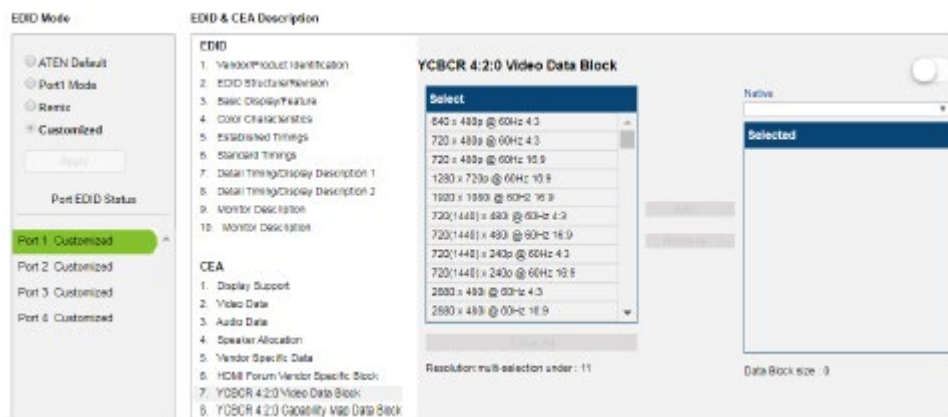 EDID Mode
EDID & CEA Description
ATEN Default
Port1 Mode
Remix
Customized
Apply
Port EDID Status
Port 1 Customized
Port 2 Customized
Port 3 Customized
Port 4 Customized
EDID
1. Vendor/Product Identification
2. EDID Structure/Revision
3. Basic Display/Feature
4. Color Characteristics
5. Established Timings
6. Standard Timings
7. Detail Timing/Display Description 1
8. Detail Timing/Display Description 2
9. Monitor Description
10. Monitor Description
CEA
1. Display Support
2. Video Data
3. Audio Data
4. Speaker Allocation
5. Vendor Specific Data
6. HDMI Forum Vendor Specific Block
7. YCBCR 4:2:0 Video Data Block
8. YCBCR 4:2:0 Capability Map Data Block
YCBCR 4:2:0 Video Data Block
Select
640 x 480p @ 60Hz 4:3
720 x 480p @ 60Hz 4:3
720 x 480p @ 60Hz 16:9
1280 x 720p @ 60Hz 16:9
1920 x 1080i @ 60Hz 16:9
720(1440) x 480i @ 60Hz 4:3
720(1440) x 480i @ 60Hz 16:9
720(1440) x 240p @ 60Hz 4:3
720(1440) x 240p @ 60Hz 16:9
2880 x 480i @ 60Hz 4:3
2880 x 480i @ 60Hz 16:9
Clear All
Resolution multi-selection under : 11
Native
Selected
Data Block size : 0